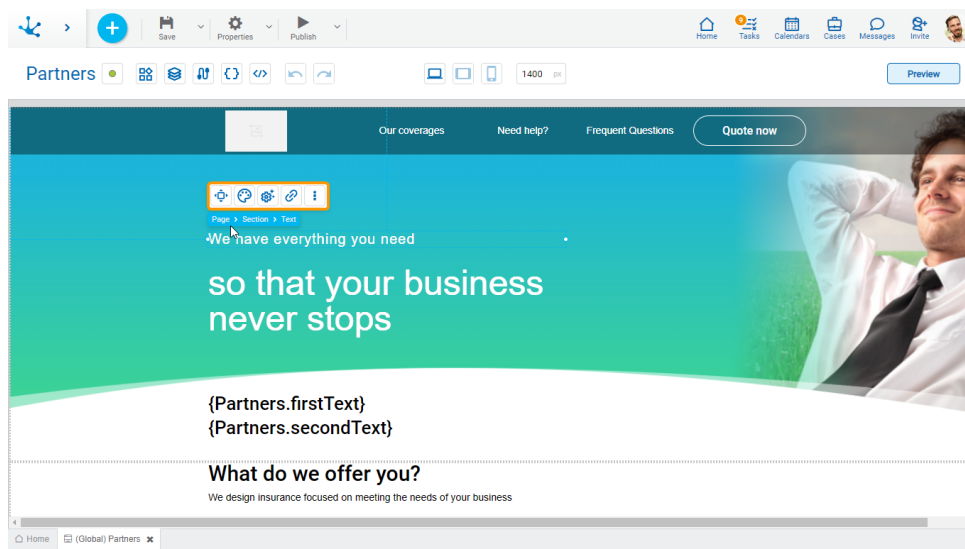 Save
Properties
Publish
Home
9
Tasks
Calendars
Cases
Messages
Invite
Partners
1400 px
Preview
Our coverages
Need help?
Frequent Questions
Quote now
Page > Section > Text
We have everything you need
so that your business
never stops
{Partners.firstText}
{Partners.secondText}
What do we offer you?
We design insurance focused on meeting the needs of your business
Home
(Global) Partners